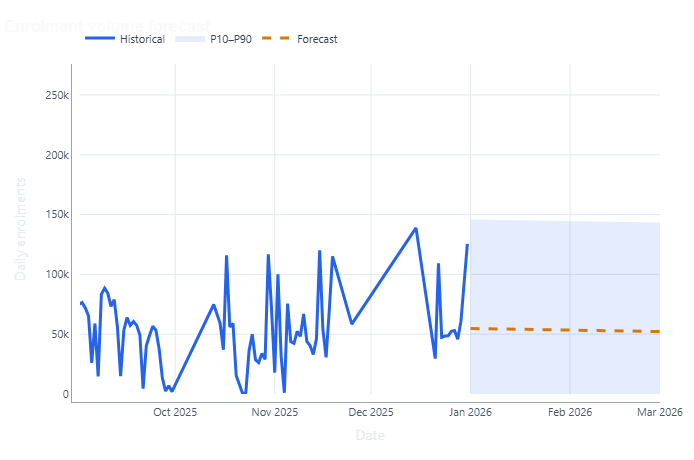 Enrolment volume forecast
Historical P10–P90 Forecast
250k
200k
150k
100k
50k
0
Daily enrolments
Oct 2025 Nov 2025 Dec 2025 Jan 2026 Feb 2026 Mar 2026
Date